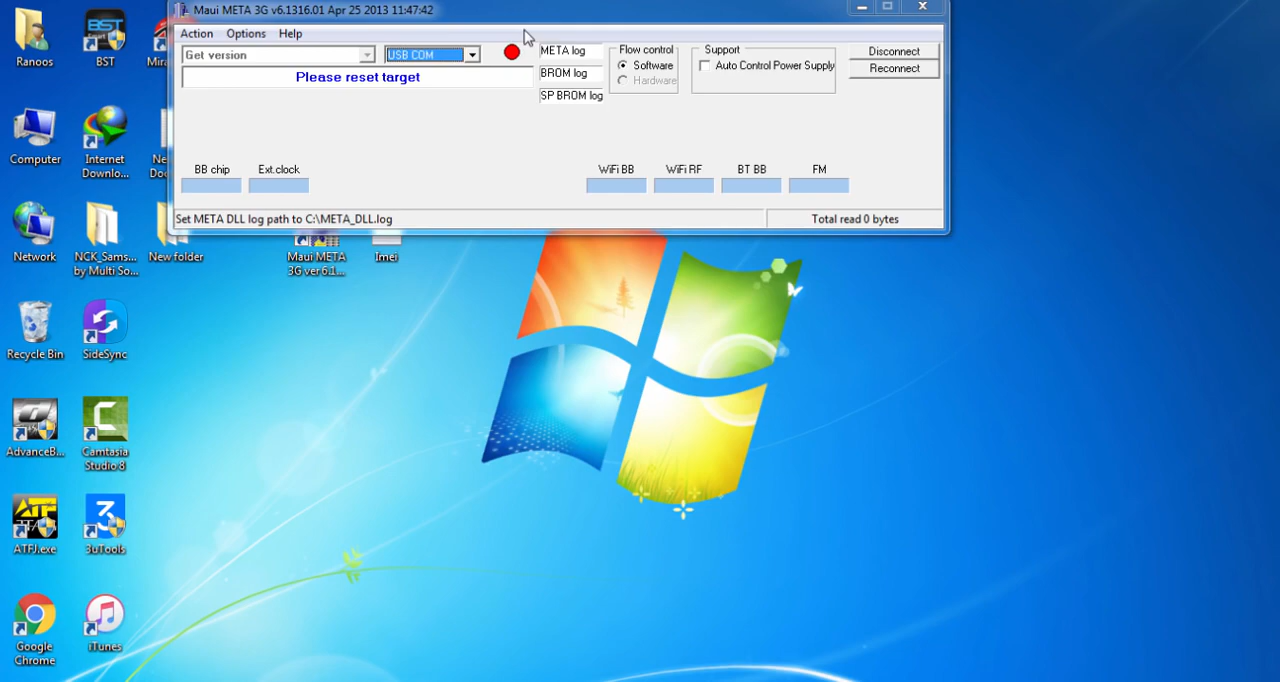 Maui META 3G v6.1316.01 Apr 25 2013 11:47:42
Action Options Help
Get version
USB COM
Please reset target
META log
BROM log
SP BROM log
Flow control
Software
Hardware
Support
Auto Control Power Supply
Disconnect
Reconnect
BB chip
Ext.clock
WiFi BB
WiFi RF
BT BB
FM
Set META DLL log path to C:\META_DLL.log
Total read 0 bytes
Ranoos
BST
BST
Mira
Computer
Internet
Downlo...
Ne
Do
Network
NCK_Sams...
by Multi So...
New folder
Maui META
3G ver 6.1...
Imei
Recycle Bin
SideSync
AdvanceB...
Camtasia
Studio 8
ATF
ATFJ.exe
3uTools
Google
Chrome
iTunes